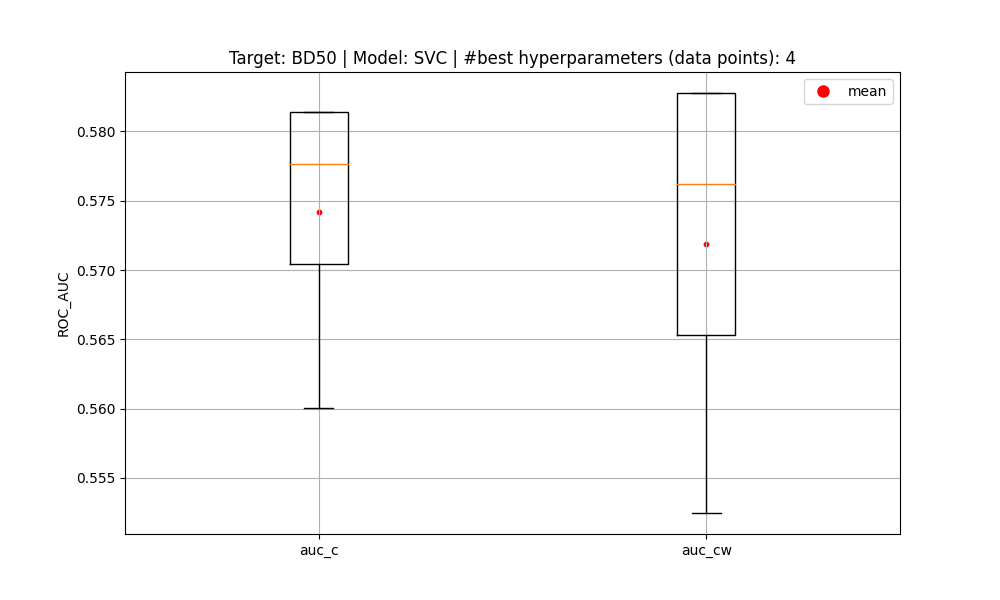 Target: BD50 | Model: SVC | #best hyperparameters (data points): 4
mean
0.580
0.575
0.570
0.565
0.560
0.555
ROC_AUC
auc_c
auc_cw